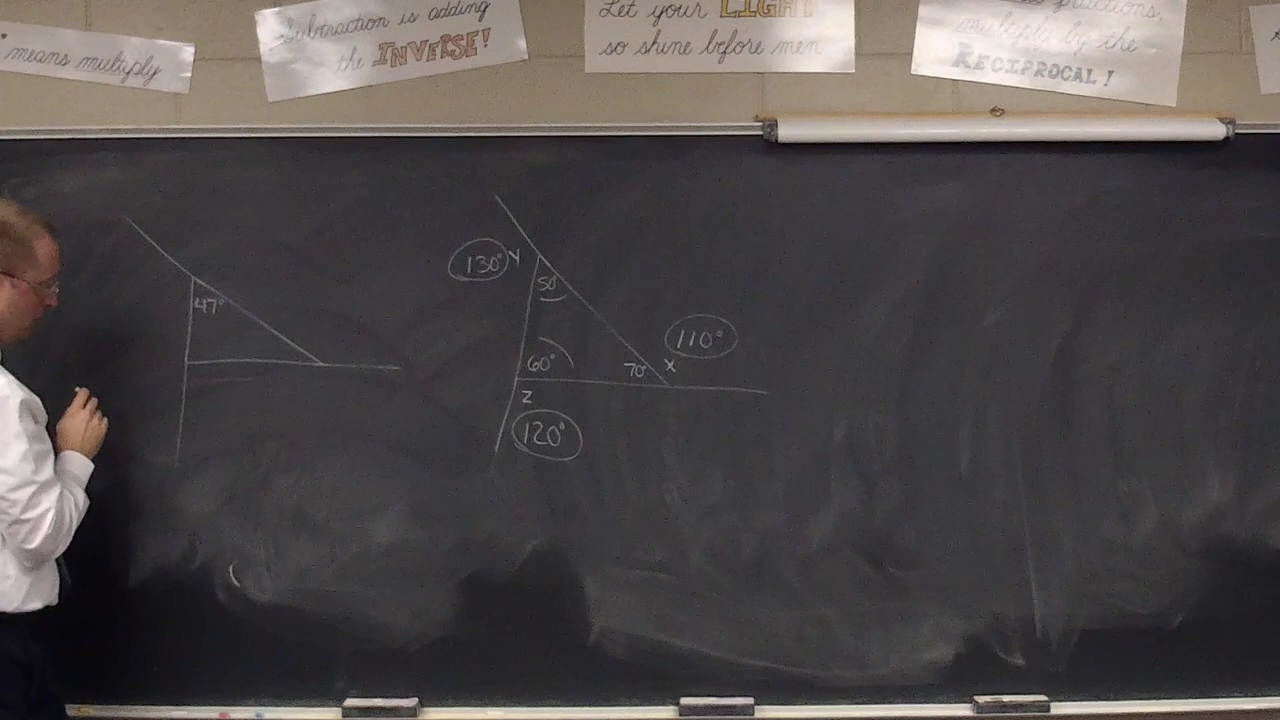 means multiply
Subtraction is adding
the INVERSE!
Let your LIGHT
so shine before men
fractions,
multiply by the
RECIPROCAL!
47°
130° y
50°
110°
60°
70°
x
z
120°